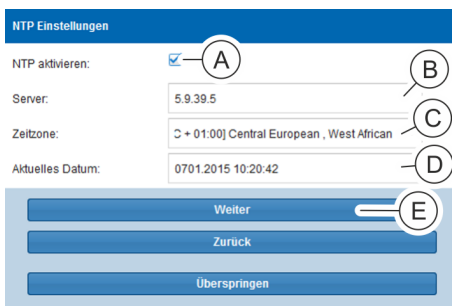 NTP Einstellungen
NTP aktivieren: A
Server: 5.9.39.5 B
Zeitzone: C + 01:00] Central European , West African C
Aktuelles Datum: 0701.2015 10:20:42 D
Weiter E
Zurück
Überspringen